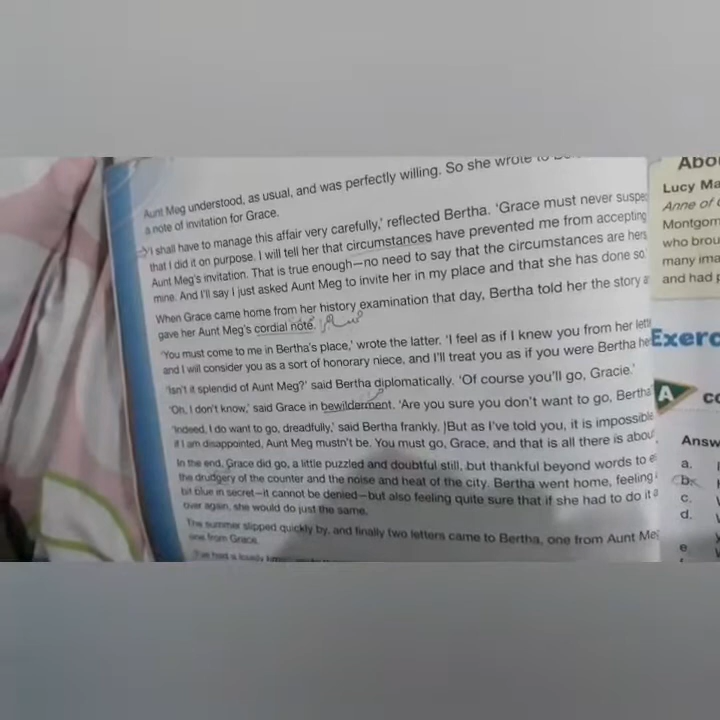 Aunt Meg understood, as usual, and was perfectly willing. So she wrote to
a note of invitation for Grace.
'I shall have to manage this affair very carefully,' reflected Bertha. 'Grace must never suspe
that I did it on purpose. I will tell her that circumstances have prevented me from accepting
Aunt Meg's invitation. That is true enough—no need to say that the circumstances are hers
mine. And I'll say I just asked Aunt Meg to invite her in my place and that she has done so.'
When Grace came home from her history examination that day, Bertha told her the story a
gave her Aunt Meg's cordial note.
'You must come to me in Bertha's place,' wrote the latter. 'I feel as if I knew you from her lett
and I will consider you as a sort of honorary niece, and I'll treat you as if you were Bertha he
'Isn't it splendid of Aunt Meg?' said Bertha diplomatically. 'Of course you'll go, Gracie.'
'Oh, I don't know,' said Grace in bewilderment. 'Are you sure you don't want to go, Bertha
'Indeed, I do want to go, dreadfully,' said Bertha frankly. 'But as I've told you, it is impossible
if I am disappointed, Aunt Meg mustn't be. You must go, Grace, and that is all there is abou
In the end, Grace did go, a little puzzled and doubtful still, but thankful beyond words to e
the drudgery of the counter and the noise and heat of the city. Bertha went home, feeling
bit blue in secret—it cannot be denied—but also feeling quite sure that if she had to do it a
over again, she would do just the same.
The summer slipped quickly by, and finally two letters came to Bertha, one from Aunt Me
one from Grace.
'I've had a lovely
Abo
Lucy Ma
Anne of
Montgom
who brou
many ima
and had p
Exerc
A co
Answ
a.
b.
c.
d.
e